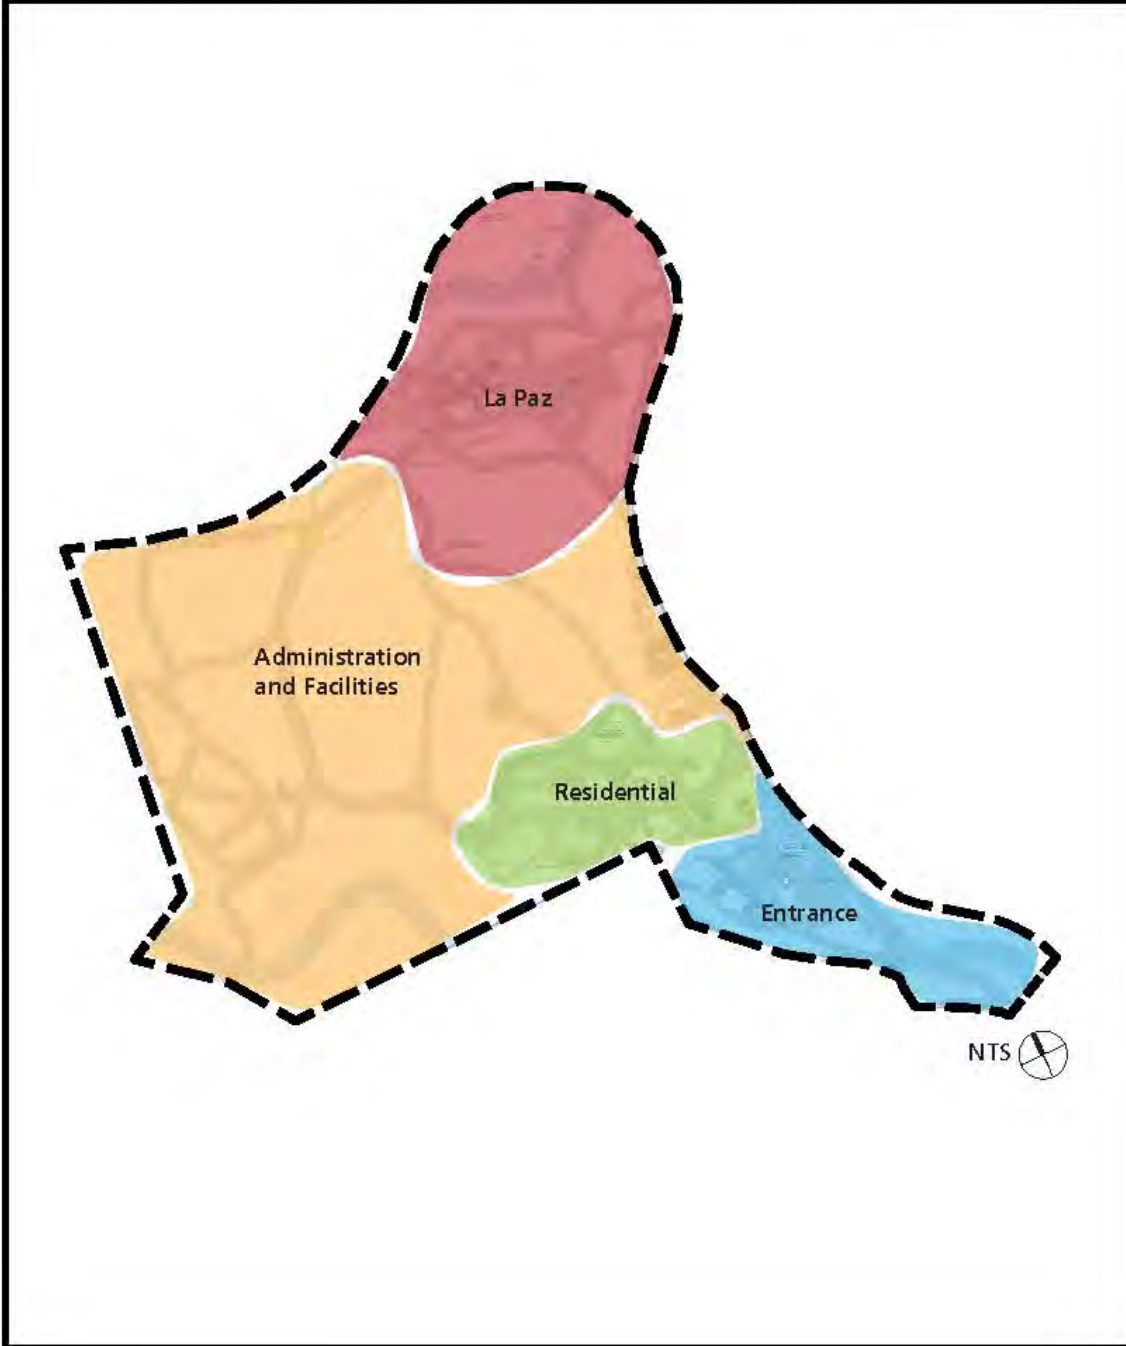 La Paz
Administration
and Facilities
Residential
Entrance
NTS